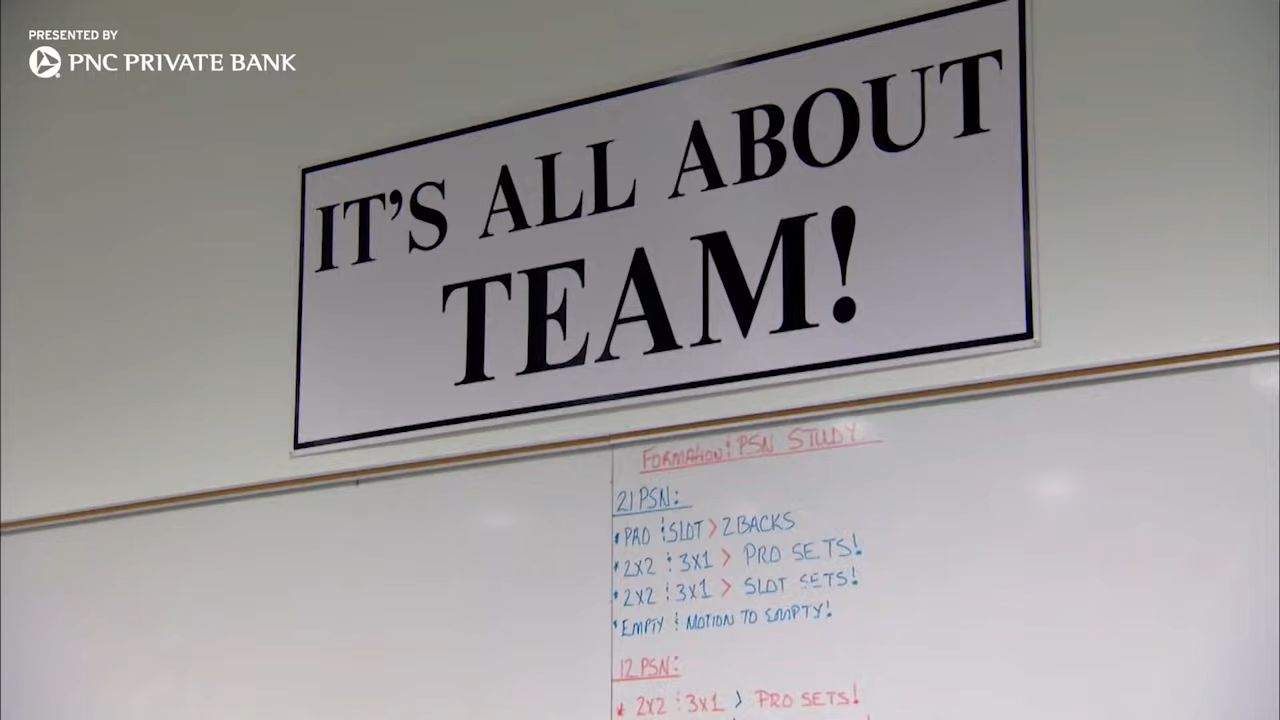 PRESENTED BY
PNC PRIVATE BANK
IT'S ALL ABOUT
TEAM!
FORMATION & PSN STUDY
21 PSN:
* PRO & SLOT > 2 BACKS
* 2X2 & 3X1 > PRO SETS!
* 2X2 & 3X1 > SLOT SETS!
* EMPTY & MOTION TO EMPTY!
12 PSN:
* 2X2 & 3X1 > PRO SETS!